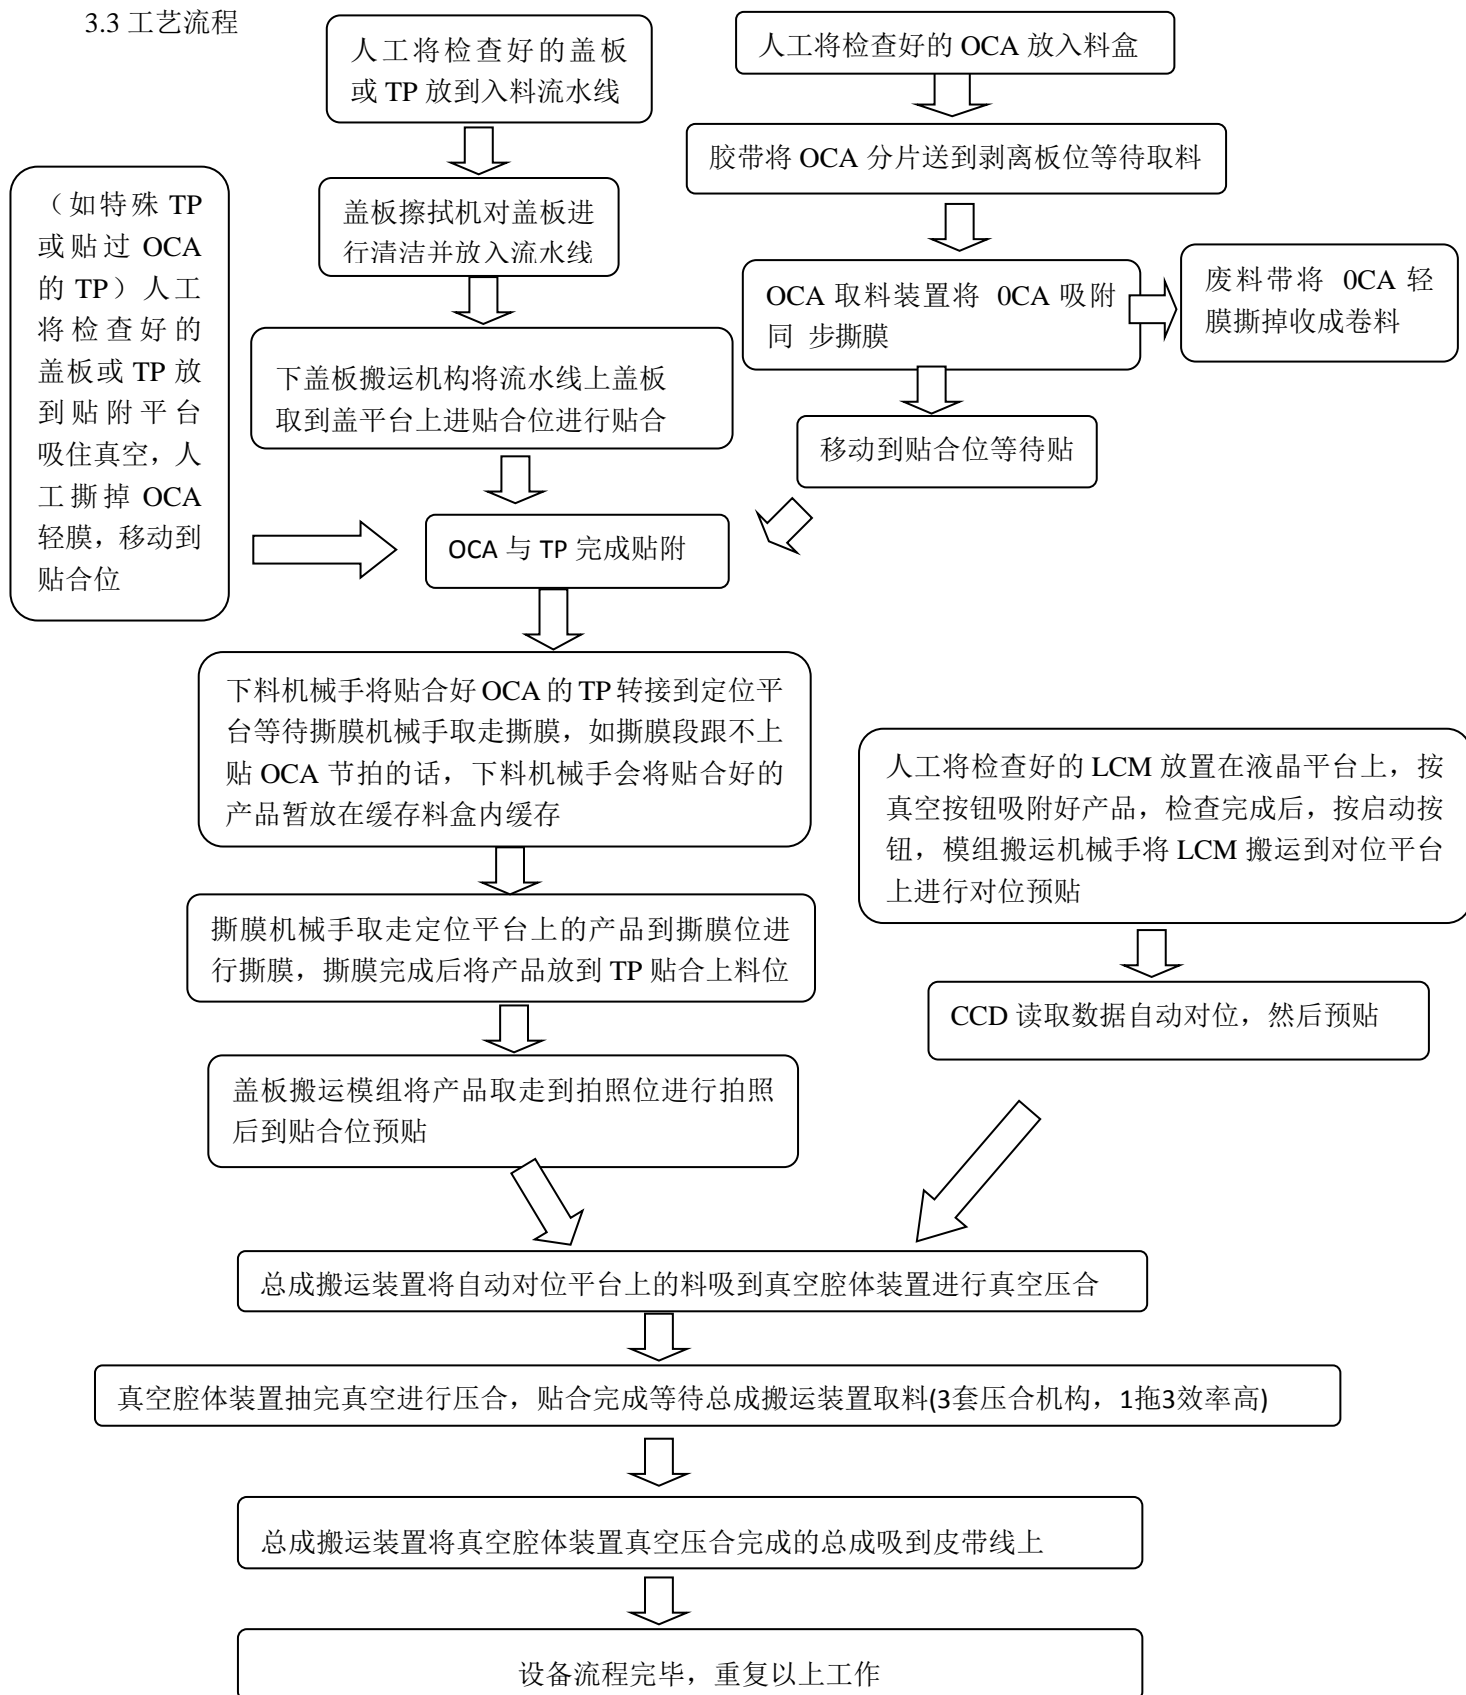 3.3 工艺流程
人工将检查好的盖板
或 TP 放到入料流水线
人工将检查好的 OCA 放入料盒
胶带将 OCA 分片送到剥离板位等待取料
（如特殊 TP
或贴过 OCA
的 TP）人工
将检查好的
盖板或 TP 放
到贴附平台
吸住真空，人
工撕掉 OCA
轻膜，移动到
贴合位
盖板擦拭机对盖板进
行清洁并放入流水线
OCA 取料装置将 0CA 吸附
同 步撕膜
废料带将 0CA 轻
膜撕掉收成卷料
下盖板搬运机构将流水线上盖板
取到盖平台上进贴合位进行贴合
移动到贴合位等待贴
OCA 与 TP 完成贴附
下料机械手将贴合好 OCA 的 TP 转接到定位平
台等待撕膜机械手取走撕膜，如撕膜段跟不上
贴 OCA 节拍的话，下料机械手会将贴合好的
产品暂放在缓存料盒内缓存
人工将检查好的 LCM 放置在液晶平台上，按
真空按钮吸附好产品，检查完成后，按启动按
钮，模组搬运机械手将 LCM 搬运到对位平台
上进行对位预贴
撕膜机械手取走定位平台上的产品到撕膜位进
行撕膜，撕膜完成后将产品放到 TP 贴合上料位
CCD 读取数据自动对位，然后预贴
盖板搬运模组将产品取走到拍照位进行拍照
后到贴合位预贴
总成搬运装置将自动对位平台上的料吸到真空腔体装置进行真空压合
真空腔体装置抽完真空进行压合，贴合完成等待总成搬运装置取料(3套压合机构，1拖3效率高)
总成搬运装置将真空腔体装置真空压合完成的总成吸到皮带线上
设备流程完毕，重复以上工作